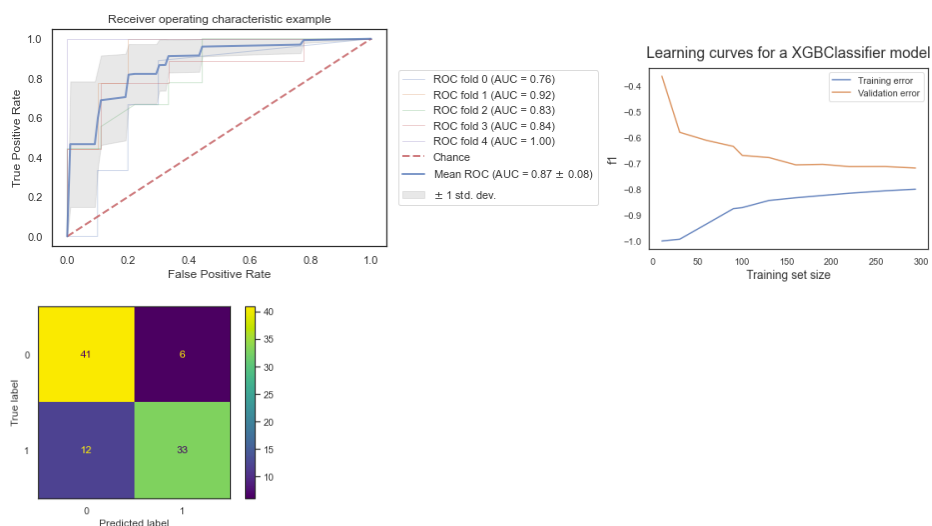 Receiver operating characteristic example
1.0
0.8
0.6
0.4
0.2
0.0
True Positive Rate
0.0 0.2 0.4 0.6 0.8 1.0
False Positive Rate
ROC fold 0 (AUC = 0.76)
ROC fold 1 (AUC = 0.92)
ROC fold 2 (AUC = 0.83)
ROC fold 3 (AUC = 0.84)
ROC fold 4 (AUC = 1.00)
Chance
Mean ROC (AUC = 0.87 ± 0.08)
± 1 std. dev.
Learning curves for a XGBClassifier model
Training error
Validation error
−0.4
−0.5
−0.6
−0.7
−0.8
−0.9
−1.0
f1
0 50 100 150 200 250 300
Training set size
0
1
True label
41 6
12 33
0 1
Predicted label
40
35
30
25
20
15
10